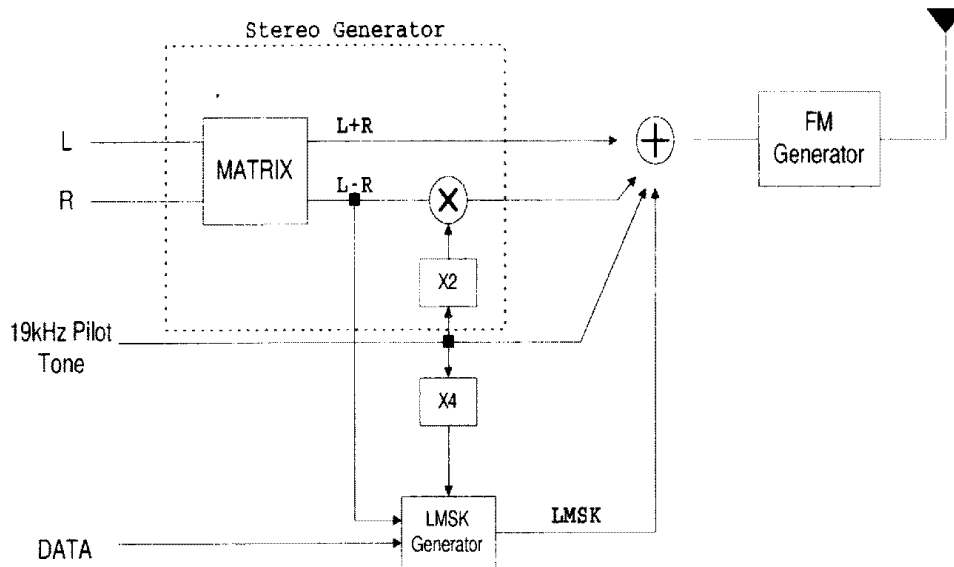 Stereo Generator
L
R
MATRIX
L+R
L-R
X
+
FM
Generator
X2
19kHz Pilot
Tone
X4
LMSK
Generator
LMSK
DATA